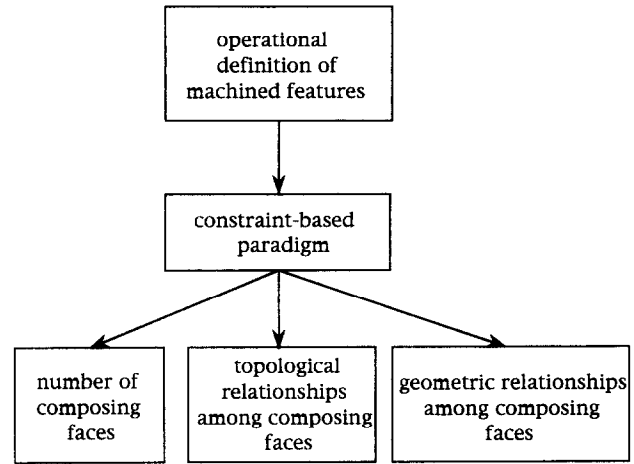 operational
definition of
machined features
constraint-based
paradigm
number of
composing
faces
topological
relationships
among composing
faces
geometric relationships
among composing
faces